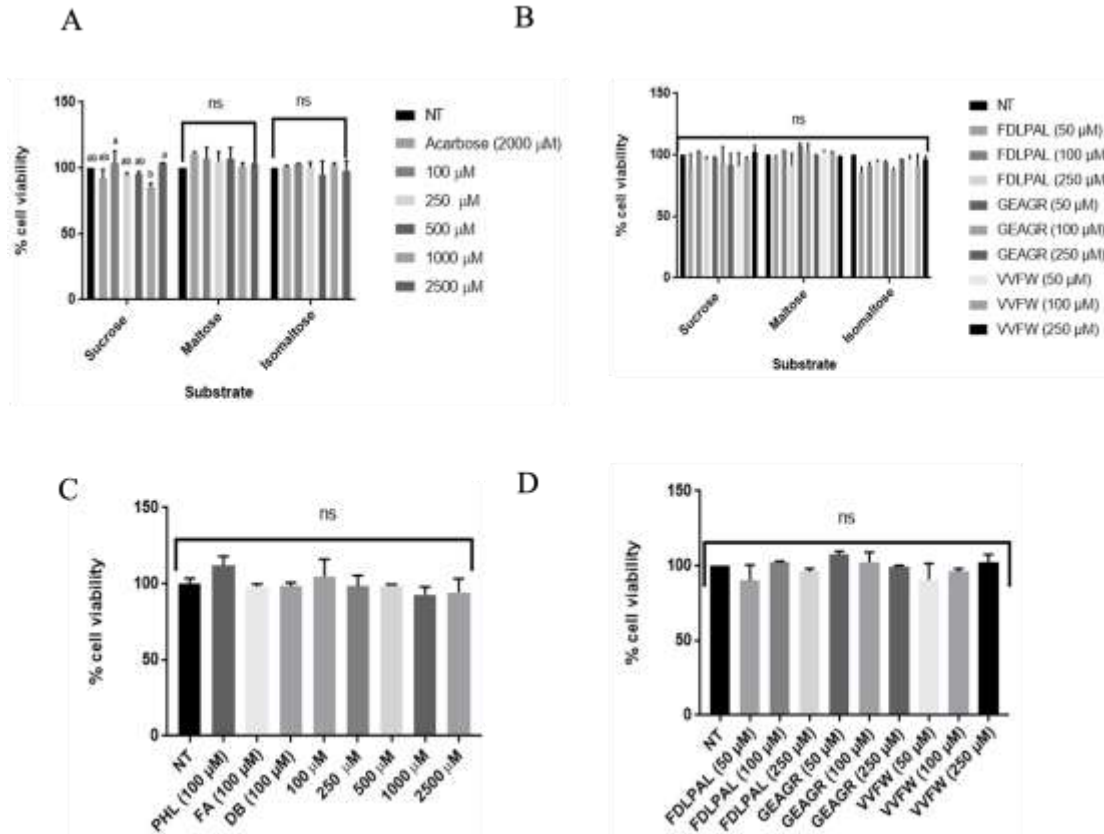 A
B
150
100
50
0
% cell viability
ns
ns
ab
ab
a
ab
ab
b
a
Sucrose
Maltose
Isomaltose
Substrate
NT
Acarbose (2000 μM)
100 μM
250 μM
500 μM
1000 μM
2500 μM
150
100
50
0
% cell viability
ns
Sucrose
Maltose
Isomaltose
Substrate
NT
FDLPAL (50 μM)
FDLPAL (100 μM)
FDLPAL (250 μM)
GEAGR (50 μM)
GEAGR (100 μM)
GEAGR (250 μM)
VVFW (50 μM)
VVFW (100 μM)
VVFW (250 μM)
C
D
150
100
50
0
% cell viability
ns
NT
PHL (100 μM)
FA (100 μM)
DB (100 μM)
100 μM
250 μM
500 μM
1000 μM
2500 μM
150
100
50
0
% cell viability
ns
NT
FDLPAL (50 μM)
FDLPAL (100 μM)
FDLPAL (250 μM)
GEAGR (50 μM)
GEAGR (100 μM)
GEAGR (250 μM)
VVFW (50 μM)
VVFW (100 μM)
VVFW (250 μM)